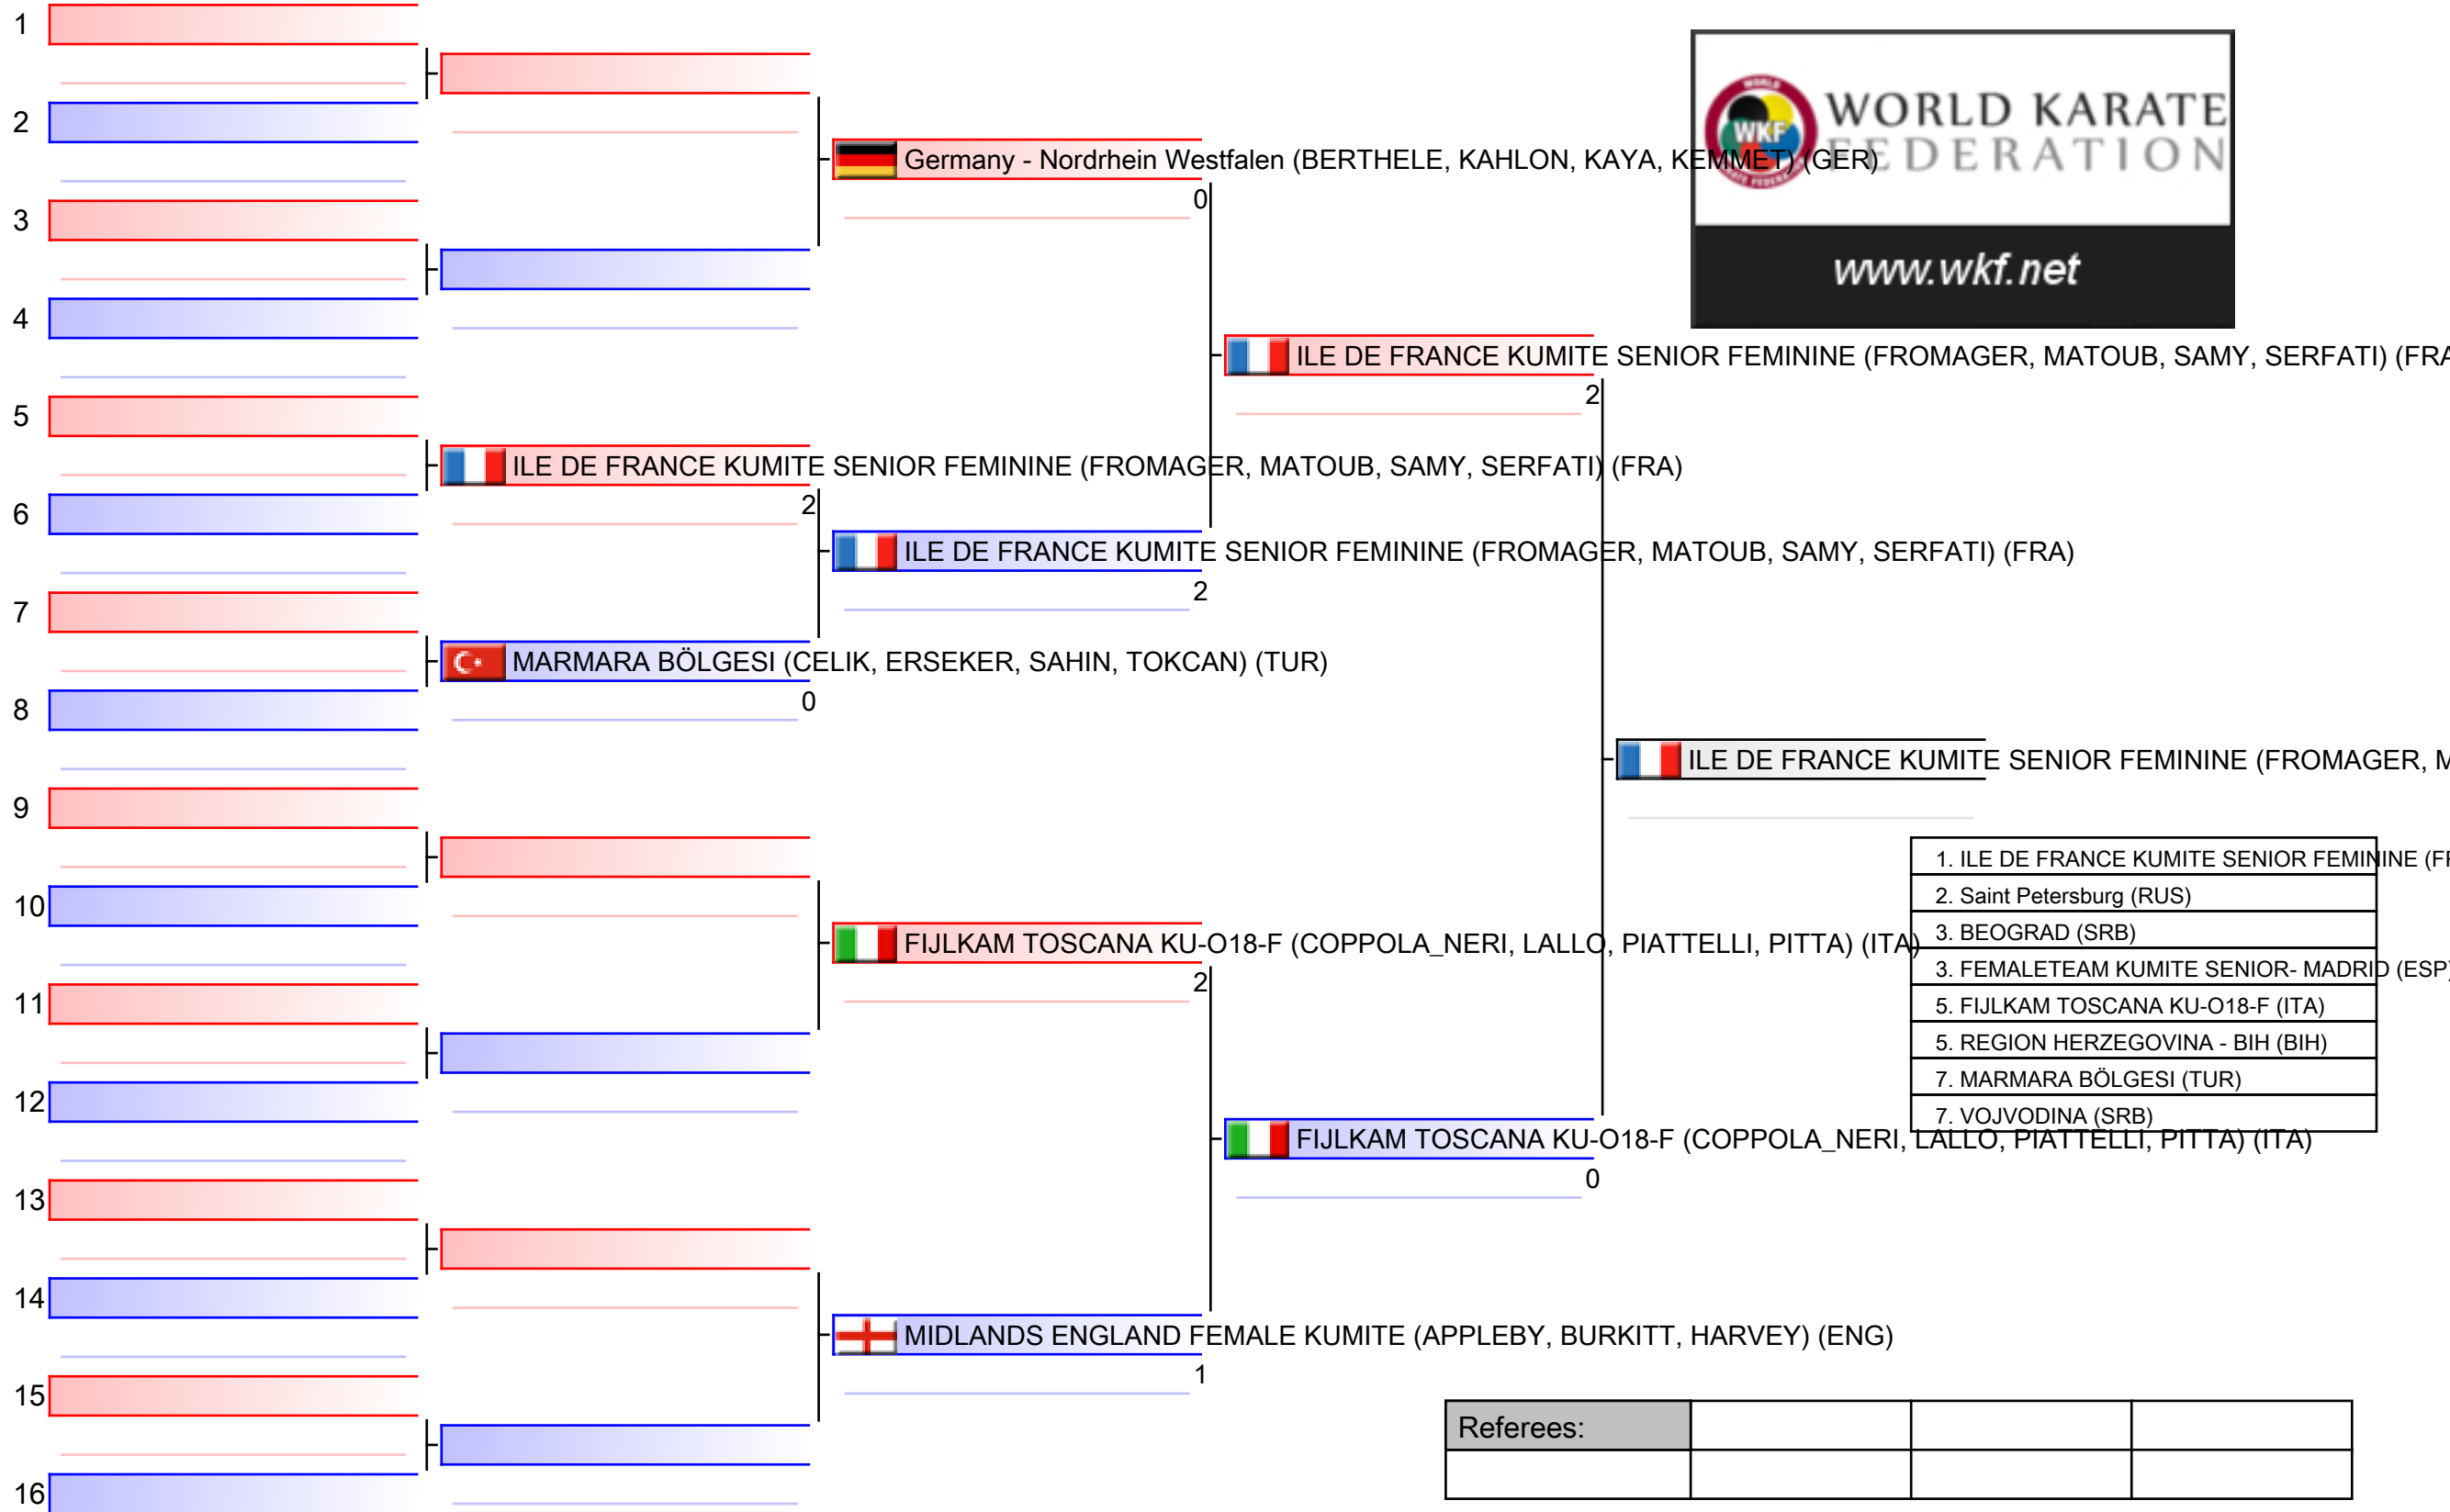 1
2
Germany - Nordrhein Westfalen (BERTHELE, KAHLON, KAYA, KEMMET) (GER)
0
WORLD KARATE
FEDERATION
WKF
www.wkf.net
3
4
ILE DE FRANCE KUMITE SENIOR FEMININE (FROMAGER, MATOUB, SAMY, SERFATI) (FRA
2
5
ILE DE FRANCE KUMITE SENIOR FEMININE (FROMAGER, MATOUB, SAMY, SERFATI) (FRA)
2
6
ILE DE FRANCE KUMITE SENIOR FEMININE (FROMAGER, MATOUB, SAMY, SERFATI) (FRA)
2
7
MARMARA BÖLGESI (CELIK, ERSEKER, SAHIN, TOKCAN) (TUR)
0
8
ILE DE FRANCE KUMITE SENIOR FEMININE (FROMAGER, M
9
10
FIJLKAM TOSCANA KU-O18-F (COPPOLA_NERI, LALLO, PIATTELLI, PITTA) (ITA)
2
1. ILE DE FRANCE KUMITE SENIOR FEMININE (FR
2. Saint Petersburg (RUS)
3. BEOGRAD (SRB)
3. FEMALETEAM KUMITE SENIOR- MADRID (ESP)
5. FIJLKAM TOSCANA KU-O18-F (ITA)
5. REGION HERZEGOVINA - BIH (BIH)
7. MARMARA BÖLGESI (TUR)
7. VOJVODINA (SRB)
11
12
FIJLKAM TOSCANA KU-O18-F (COPPOLA_NERI, LALLO, PIATTELLI, PITTA) (ITA)
0
13
14
MIDLANDS ENGLAND FEMALE KUMITE (APPLEBY, BURKITT, HARVEY) (ENG)
1
15
16
Referees: